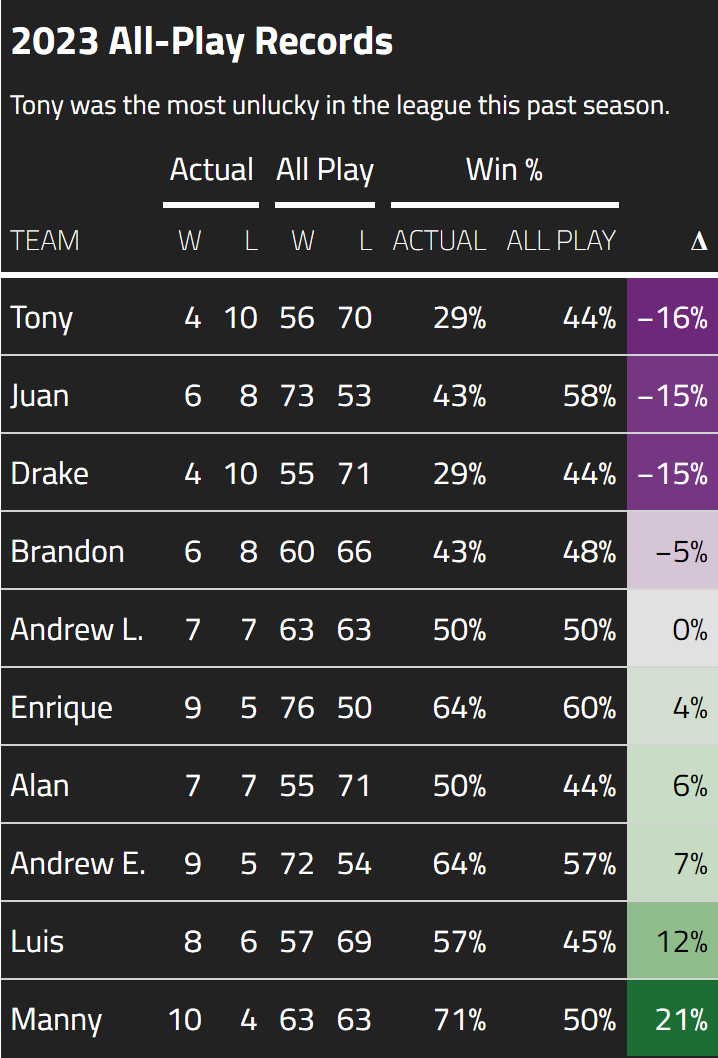 2023 All-Play Records
Tony was the most unlucky in the league this past season.
Actual All Play Win %
TEAM W L W L ACTUAL ALL PLAY Δ
Tony 4 10 56 70 29% 44% −16%
Juan 6 8 73 53 43% 58% −15%
Drake 4 10 55 71 29% 44% −15%
Brandon 6 8 60 66 43% 48% −5%
Andrew L. 7 7 63 63 50% 50% 0%
Enrique 9 5 76 50 64% 60% 4%
Alan 7 7 55 71 50% 44% 6%
Andrew E. 9 5 72 54 64% 57% 7%
Luis 8 6 57 69 57% 45% 12%
Manny 10 4 63 63 71% 50% 21%